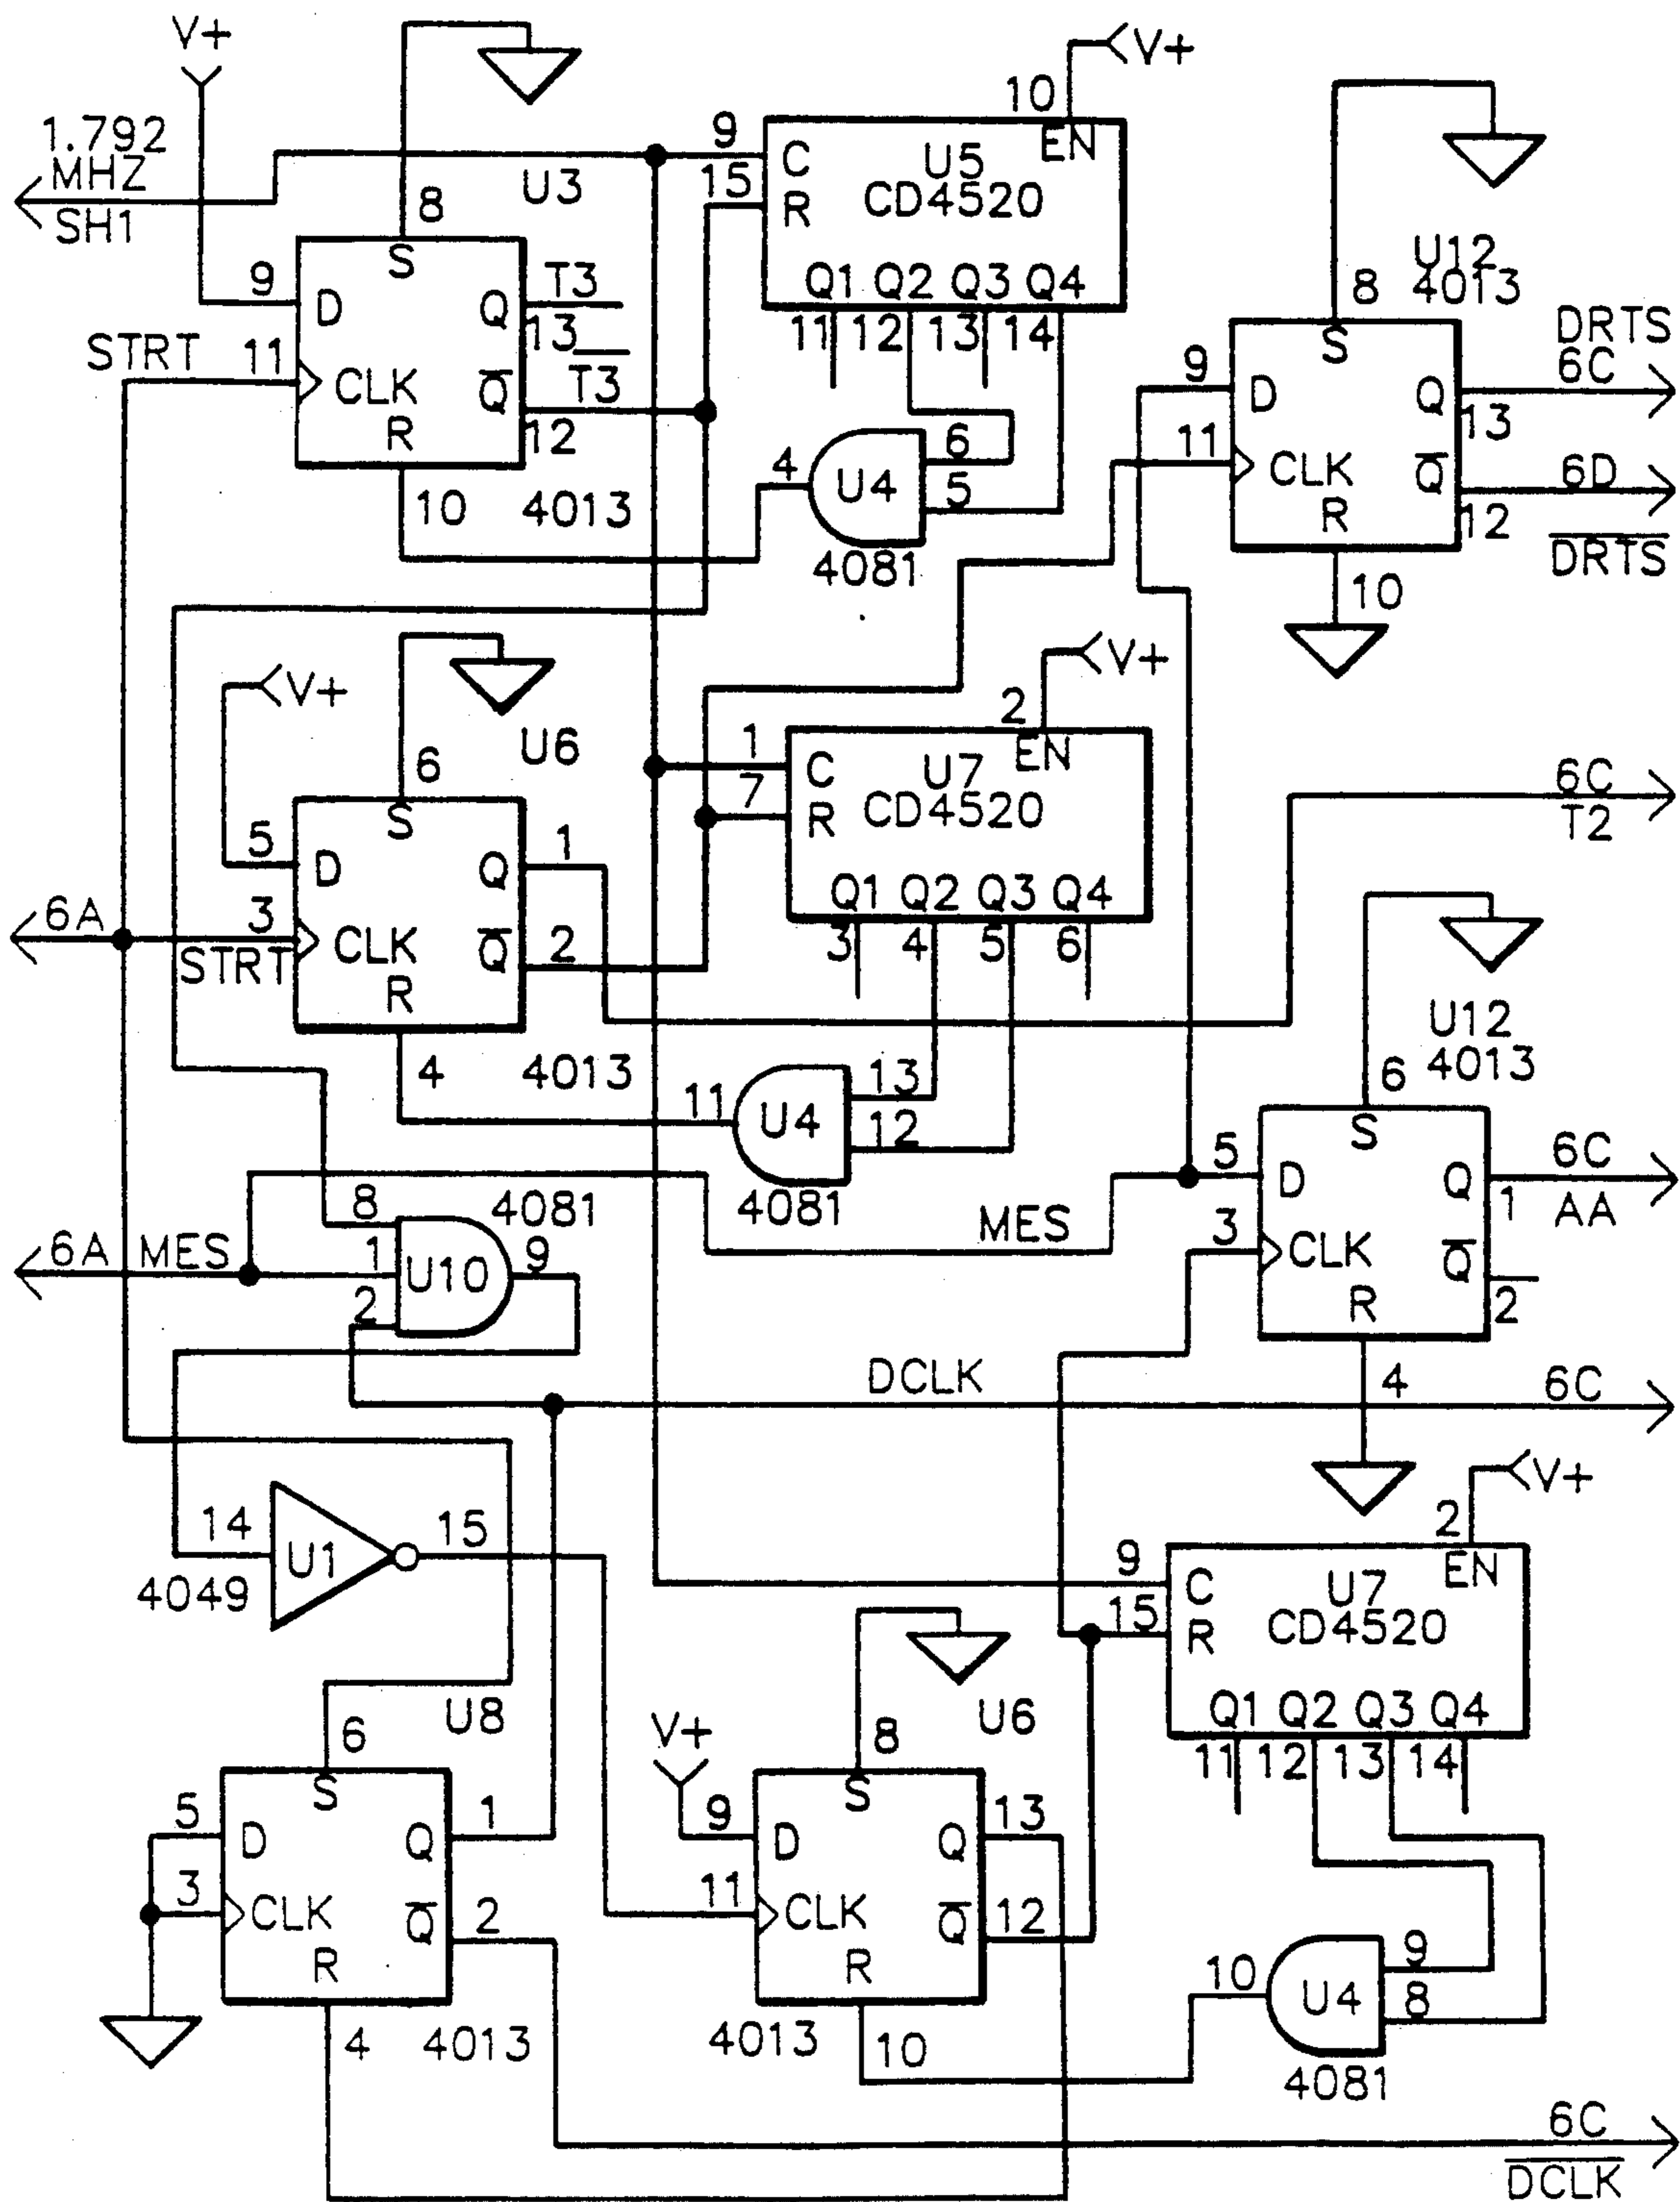 V+
V+
1.792
MHZ
SH1
U3
8
S
9
D
Q
T3
13
STRT
11
CLK
Q̅
T̅3̅
12
R
10
4013
10
EN
9
C
15
R
U5
CD4520
Q1 Q2 Q3 Q4
11 12 13 14
4
U4
6
5
4081
U12
4013
8
S
9
D
Q
13
11
CLK
Q̅
12
R
10
DRTS
6C
6D
D̅R̅T̅S̅
V+
V+
U6
6
S
5
D
Q
1
6A
3
STRT
CLK
Q̅
2
R
4
4013
2
EN
1
C
7
R
U7
CD4520
Q1 Q2 Q3 Q4
3 4 5 6
6C
T2
11
U4
13
12
4081
U12
4013
6
S
5
D
Q
1
3
CLK
Q̅
2
R
4
6C
AA
6A MES
8
1
2
U10
9
4081
MES
DCLK
6C
14
U1
15
4049
V+
2
EN
9
C
15
R
U7
CD4520
Q1 Q2 Q3 Q4
11 12 13 14
U8
6
S
5
D
Q
1
3
CLK
Q̅
2
R
4
4013
V+
U6
8
S
9
D
Q
13
11
CLK
Q̅
12
R
4013
10
10
U4
9
8
4081
6C
D̅C̅L̅K̅